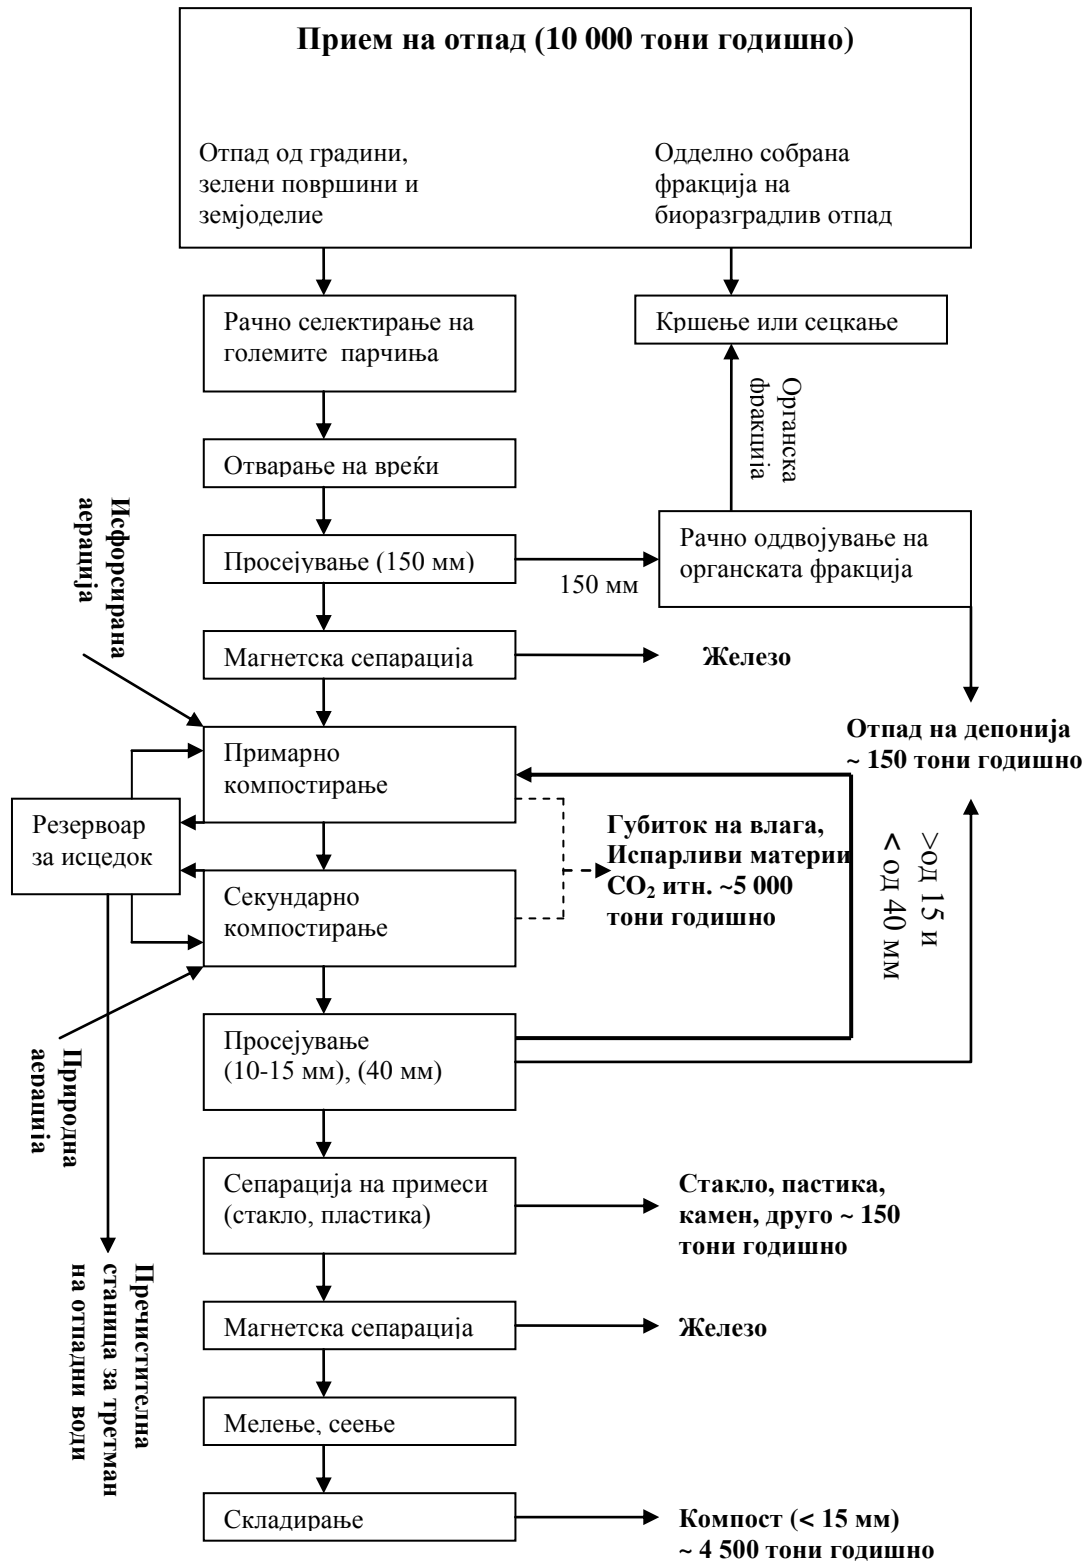 Прием на отпад (10 000 тони годишно)
Отпад од градини,
зелени површини и
земјоделие
Одделно собрана
фракција на
биоразградлив отпад
Рачно селектирање на
големите парчиња
Кршење или сецкање
Органска
фракција
Отварање на вреќи
Исфорсирана
аерација
Просејување (150 мм)
150 мм
Рачно оддвојување на
органската фракција
Магнетска сепарација
Железо
Примарно
компостирање
Отпад на депонија
~ 150 тони годишно
Резервоар
за исцедок
Губиток на влага,
Испарливи материи
CO₂ итн. ~5 000
тони годишно
>од 15 и
< од 40 мм
Секундарно
компостирање
Просејување
(10-15 мм), (40 мм)
Природна
аерација
Сепарација на примеси
(стакло, пластика)
Стакло, пастика,
камен, друго ~ 150
тони годишно
Пречистителна
станица за третман
на отпадни води
Магнетска сепарација
Железо
Мелење, сеење
Складирање
Компост (< 15 мм)
~ 4 500 тони годишно